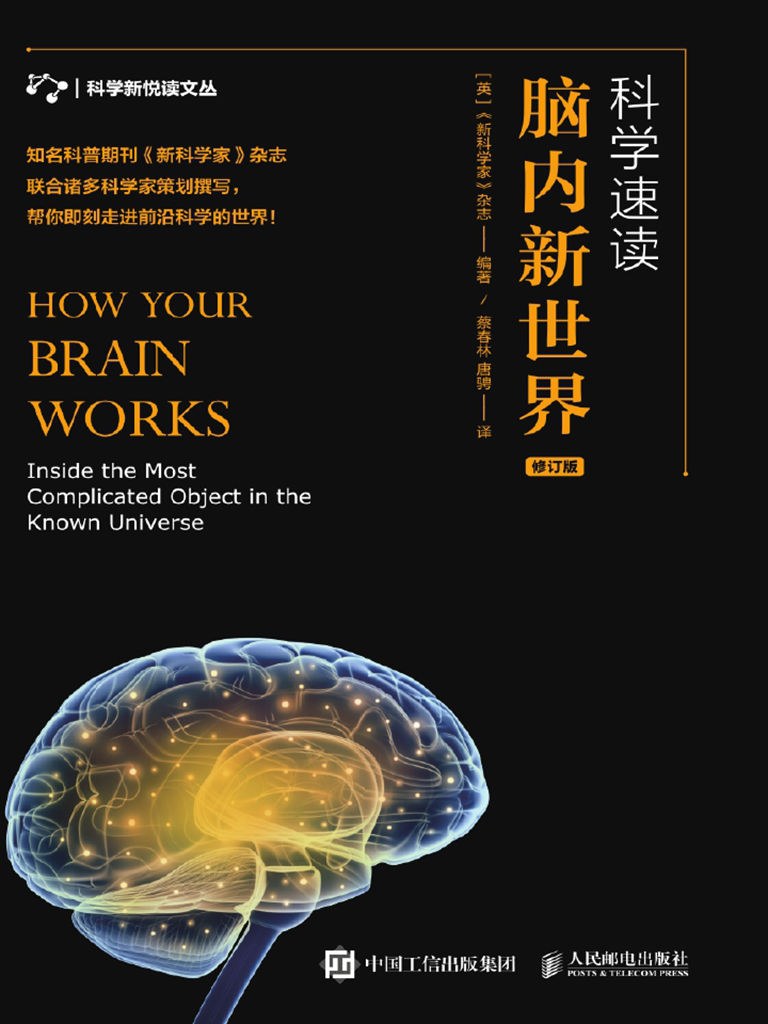 科学新悦读文丛
知名科普期刊《新科学家》杂志
联合诸多科学家策划撰写，
帮你即刻走进前沿科学的世界！
HOW YOUR
BRAIN
WORKS
Inside the Most
Complicated Object in the
Known Universe
科学速读
脑内新世界
修订版
［英］《新科学家》杂志——编著 / 蔡春林 唐骋——译
中国工信出版集团
人民邮电出版社
POSTS & TELECOM PRESS